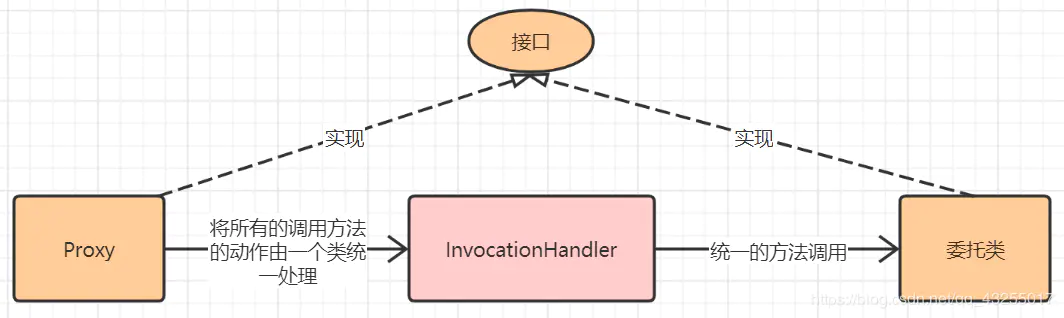 接口
实现
实现
Proxy
将所有的调用方法
的动作由一个类统
一处理
InvocationHandler
统一的方法调用
委托类
https://blog.csdn.net/qq_43255017